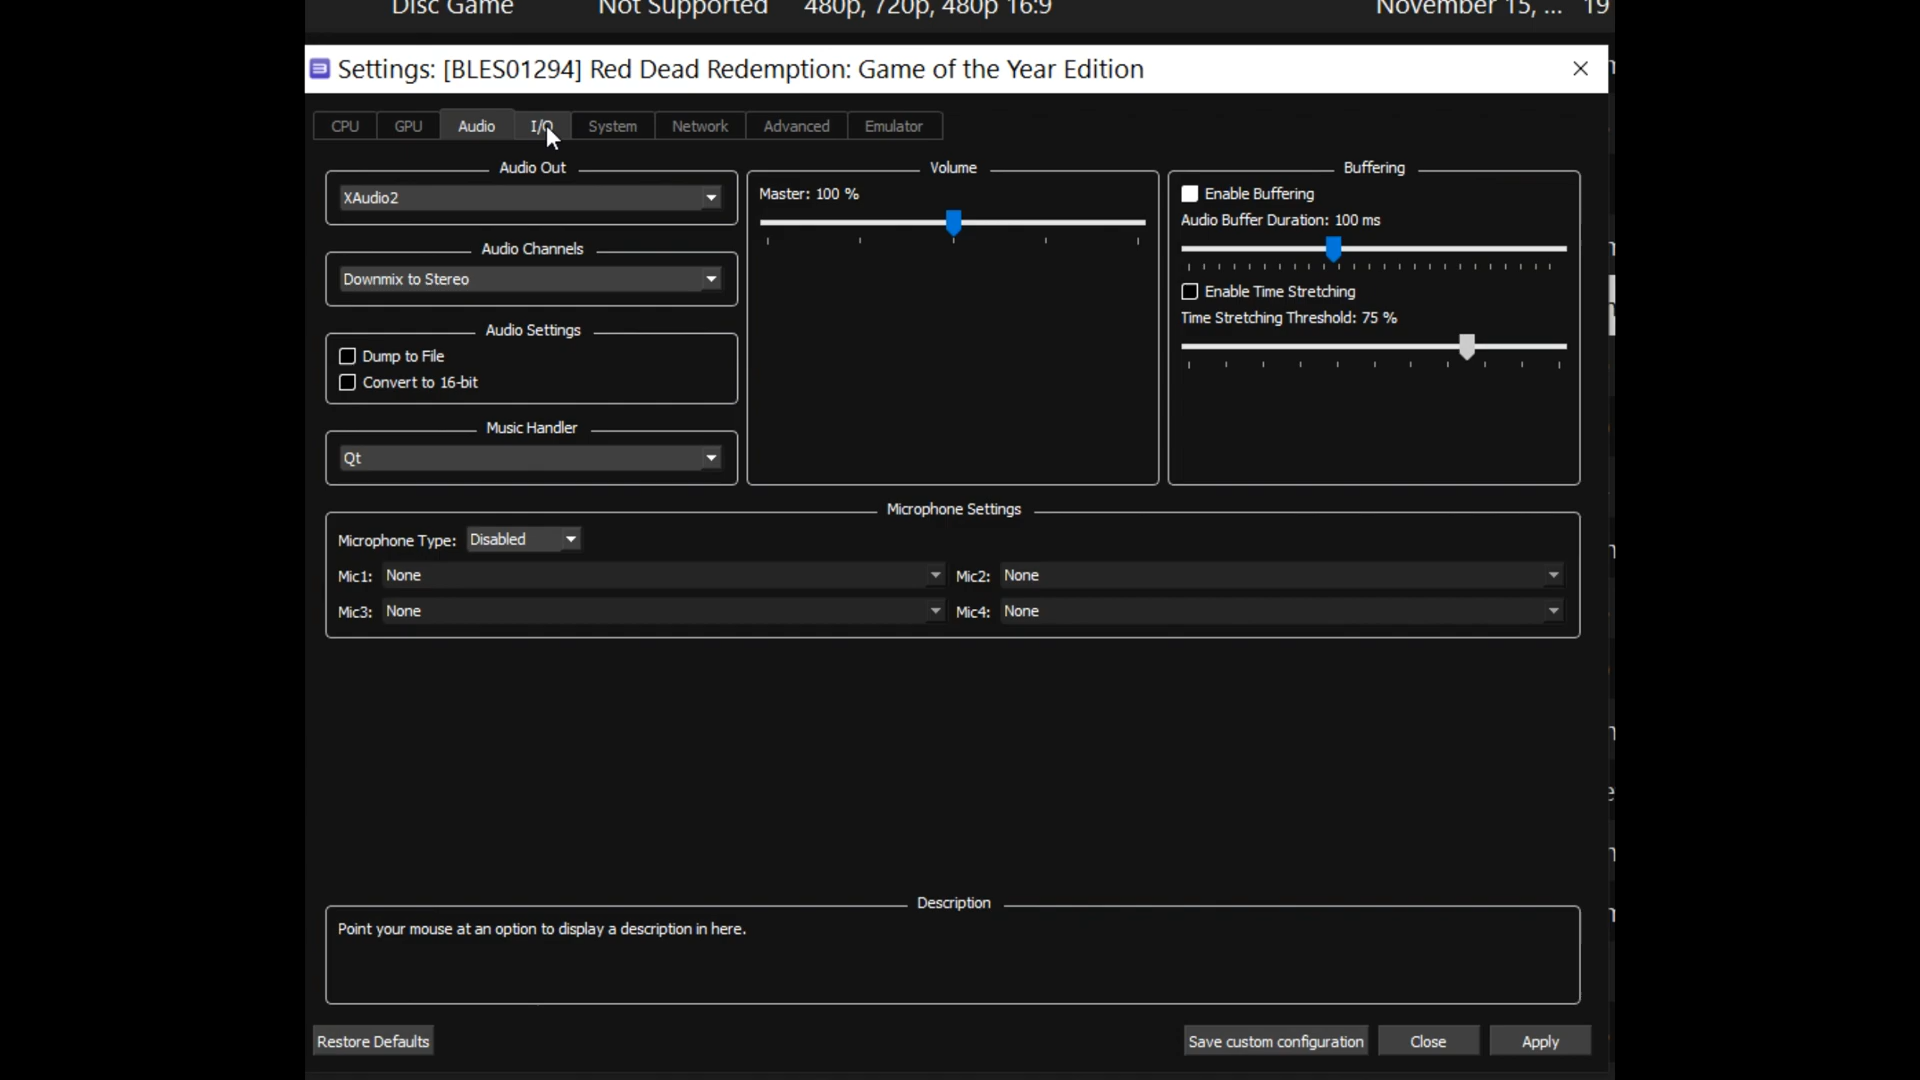 Disc Game Not Supported 480p, 720p, 480p 16:9 November 15, ... 19
Settings: [BLES01294] Red Dead Redemption: Game of the Year Edition
CPU GPU Audio I/O System Network Advanced Emulator
Audio Out Volume Buffering
XAudio2 Master: 100 % Enable Buffering
Audio Buffer Duration: 100 ms
Audio Channels
Downmix to Stereo Enable Time Stretching
Time Stretching Threshold: 75 %
Audio Settings
Dump to File
Convert to 16-bit
Music Handler
Qt
Microphone Settings
Microphone Type: Disabled
Mic1: None Mic2: None
Mic3: None Mic4: None
Description
Point your mouse at an option to display a description in here.
Restore Defaults Save custom configuration Close Apply